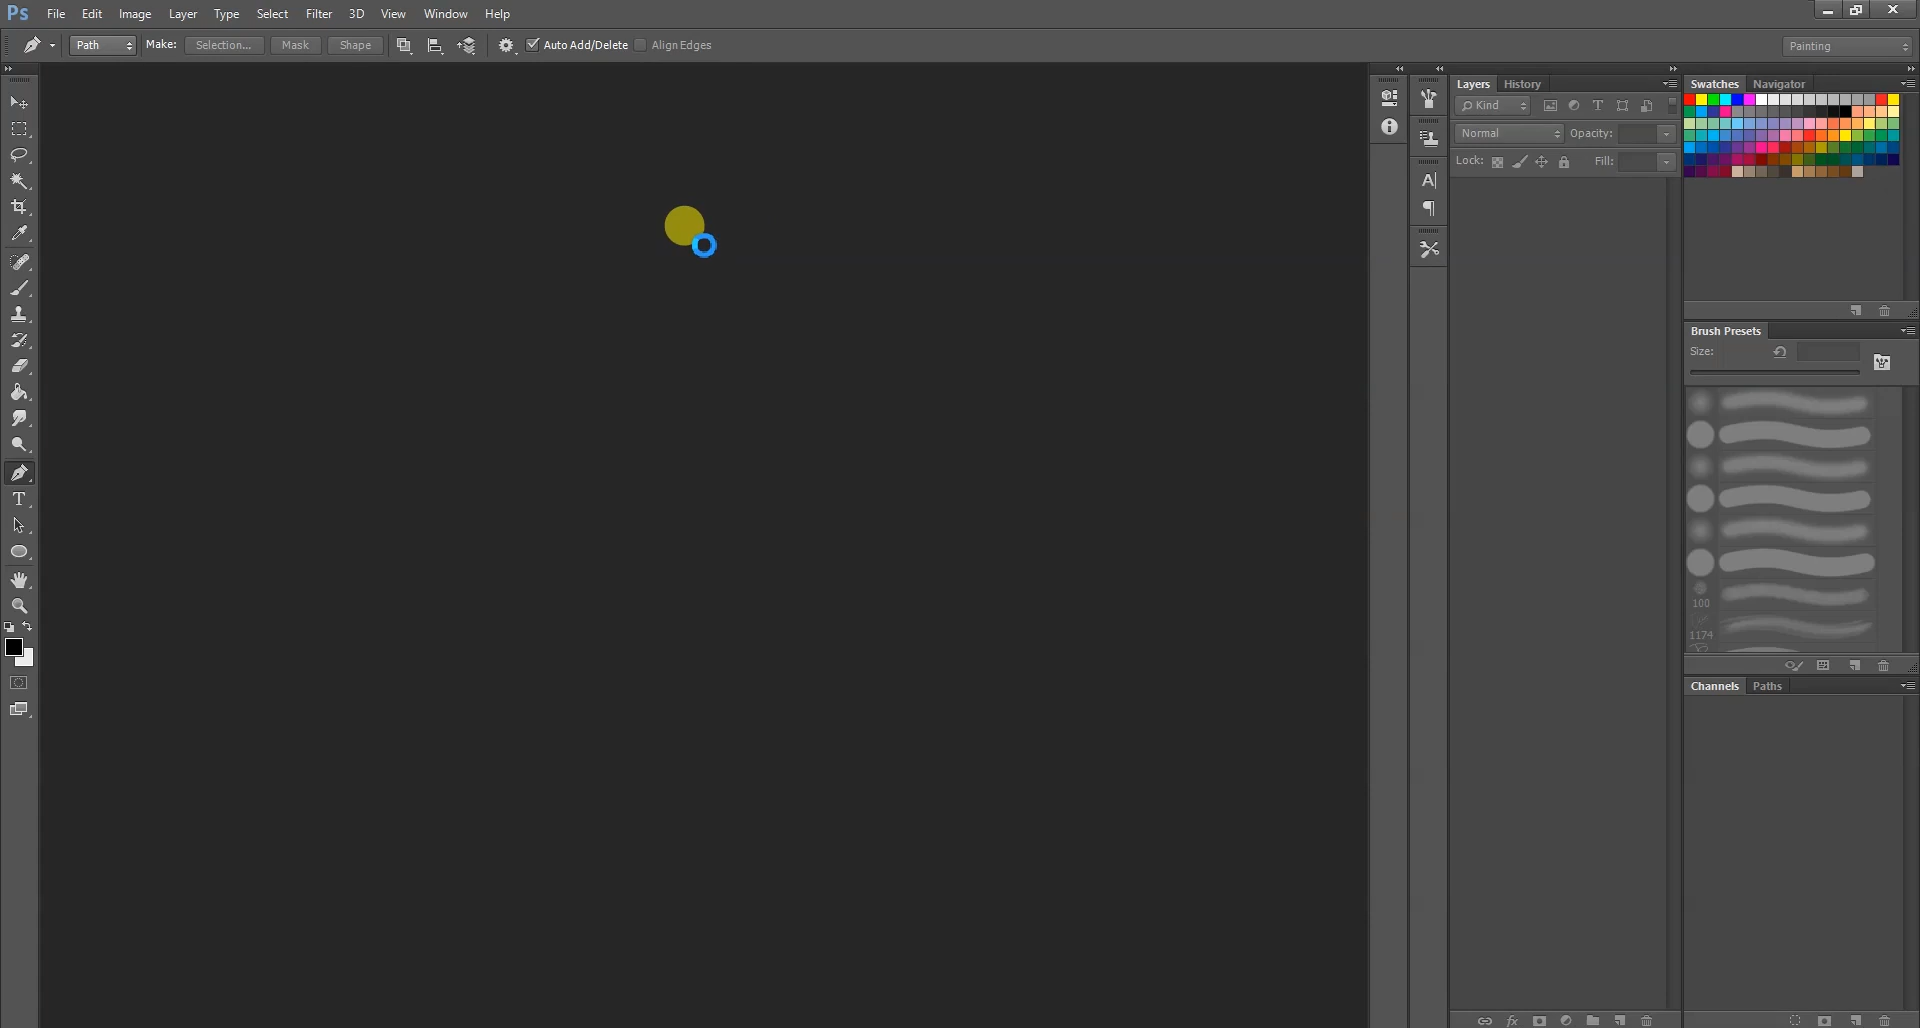 Ps File Edit Image Layer Type Select Filter 3D View Window Help
Path Make: Selection... Mask Shape Auto Add/Delete Align Edges Painting
Layers History
Kind
Normal Opacity:
Lock: Fill:
Swatches Navigator
Brush Presets
Size:
100
1174
Channels Paths